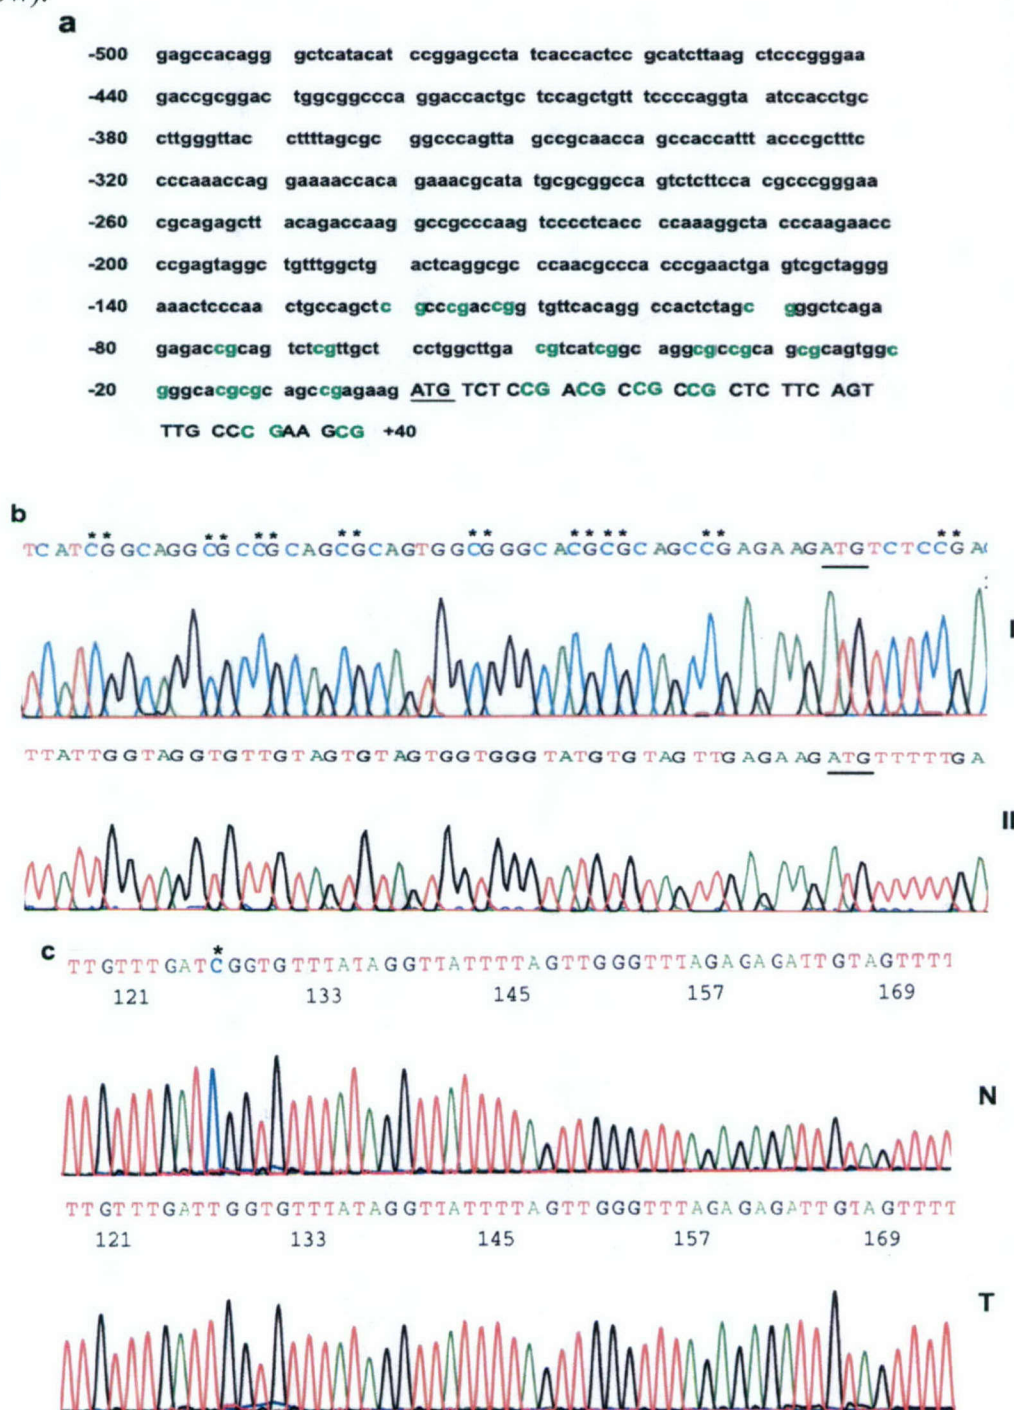 a
-500 gagccacagg gctcatacat ccggagccta tcaccactcc gcatcttaag ctcccgggaa
-440 gaccgcggac tggcggccca ggaccactgc tccagctgtt tccccaggta atccacctgc
-380 cttgggttac cttttagcgc ggcccagtta gccgcaacca gccaccattt acccgctttc
-320 cccaaaccag gaaaaccaca gaaacgcata tgcgcggcca gtctcttcca cgcccgggaa
-260 cgcagagctt acagaccaag gccgcccaag tcccctcacc cccaaaggcta cccaagaacc
-200 ccgagtaggc tgtttggctg actcaggcgc ccaacgccca cccgaactga gtcgctaggg
-140 aaactcccaa ctgccagctc gcccgaccgg tgttcacagg ccactctagc gggctcaga
-80 gagaccgcag tctcgttgct cctggcttga cgtcatcggc aggcgccgca gcgcagtggc
-20 gggcacgcgc agccgagaag ATG TCT CCG ACG CCG CCG CTC TTC AGT
TTG CCC GAA GCG +40
b
** ** ** ** ** **** ** **
TCATCGGCAGGCGCCGCAGCGCAGTGGCGGGCACGCGCAGCCGAGAAGATGTCTCCGA
TTATTGGTAGGTGTTGTAGTGTAGTGGTGGGTATGTGTAGTTGAGAAGATGTTTTTGA
II
c
*
TTGTTTGATCGGTGTTTATAGGTTATTTTAGTTGGGTTTAGAGAGATTGTAGTTTT
121 133 145 157 169
N
TTGTTTGATTGGTGTTTATAGGTTATTTTAGTTGGGTTTAGAGAGATTGTAGTTTT
121 133 145 157 169
T